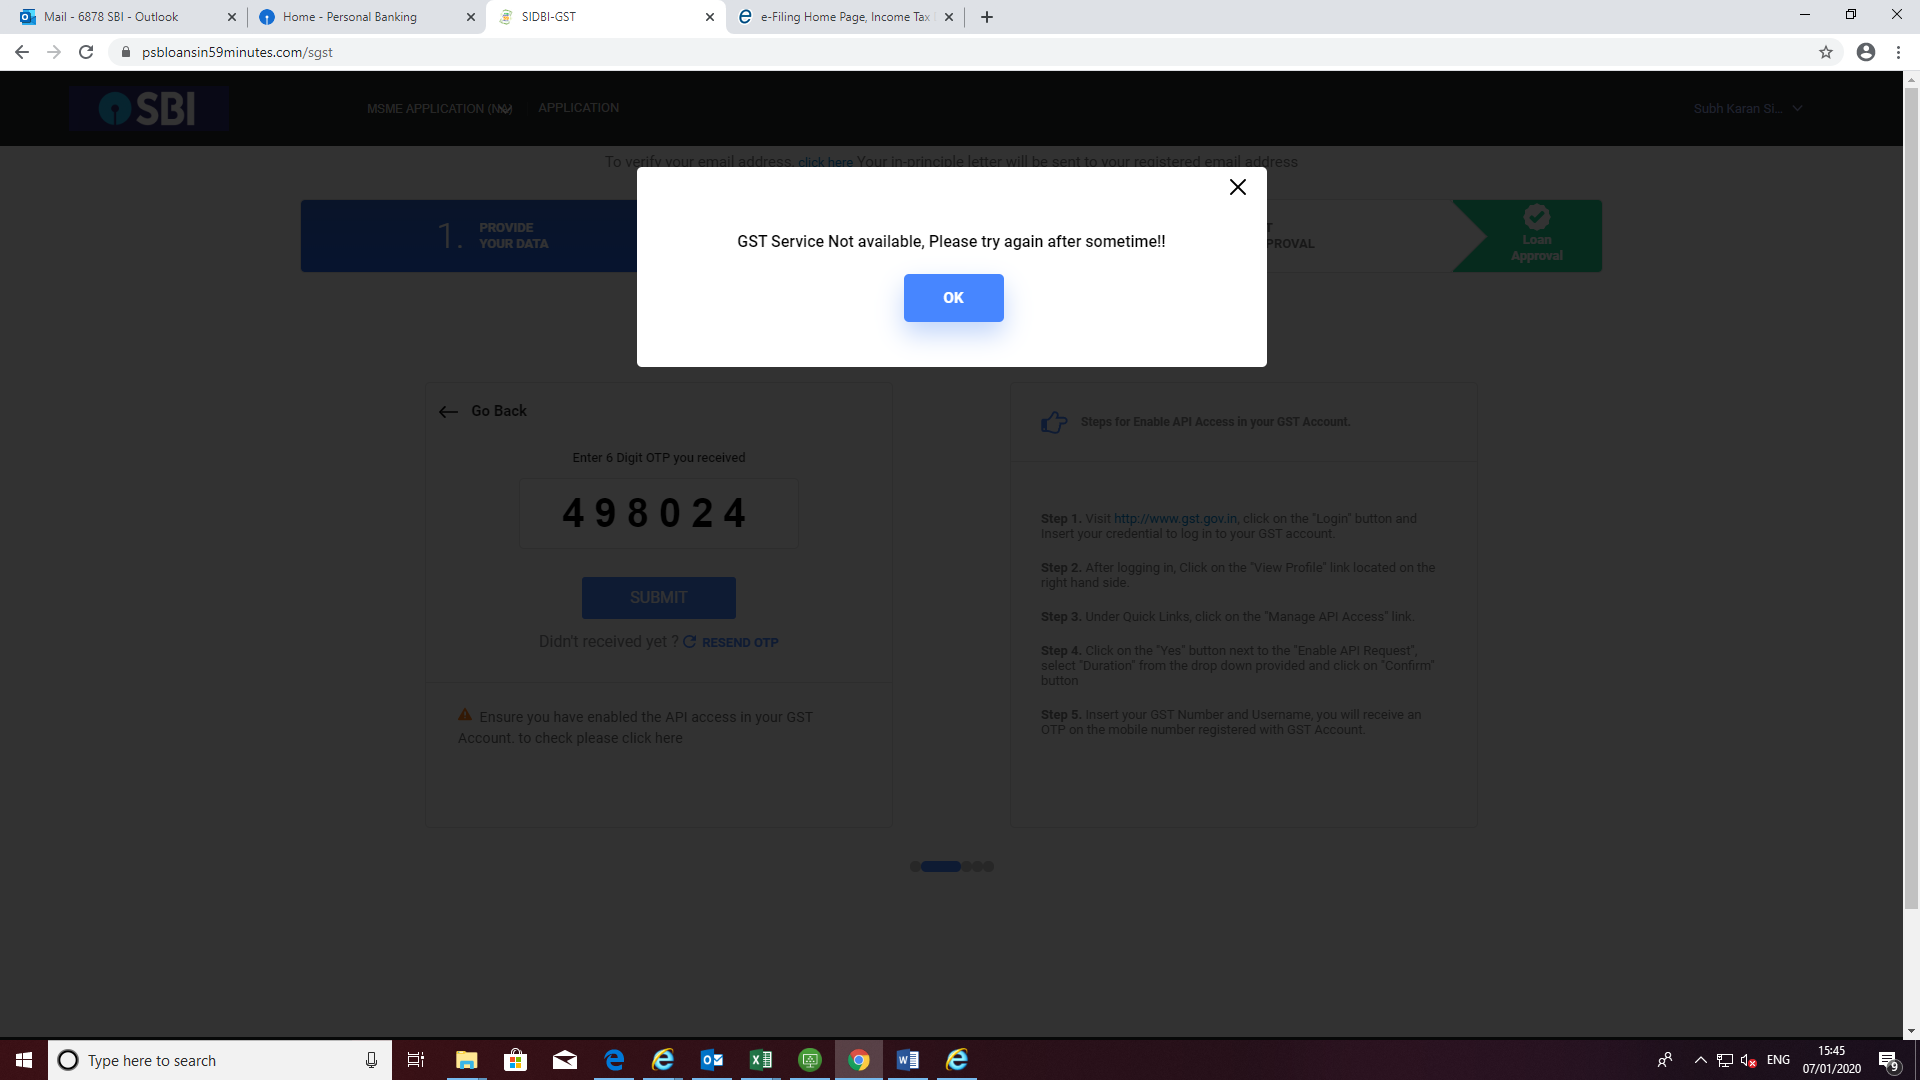 Mail - 6878 SBI - Outlook
Home - Personal Banking
SIDBI-GST
e-Filing Home Page, Income Tax
psbloansin59minutes.com/sgst
SBI
MSME APPLICATION
APPLICATION
Subh Karan Si...
To verify your email address, click here Your in-principle letter will be sent to your registered email address
GST Service Not available, Please try again after sometime!!
OK
1. PROVIDE
YOUR DATA
Loan
Approval
Go Back
Enter 6 Digit OTP you received
498024
SUBMIT
Didn't received yet ? RESEND OTP
Ensure you have enabled the API access in your GST
Account. to check please click here
Steps for Enable API Access in your GST Account.
Step 1. Visit http://www.gst.gov.in, click on the "Login" button and
Insert your credential to log in to your GST account.
Step 2. After logging in, Click on the "View Profile" link located on the
right hand side.
Step 3. Under Quick Links, click on the "Manage API Access" link.
Step 4. Click on the "Yes" button next to the "Enable API Request",
select "Duration" from the drop down provided and click on "Confirm"
button
Step 5. Insert your GST Number and Username, you will receive an
OTP on the mobile number registered with GST Account.
Type here to search
ENG
15:45
07/01/2020
9